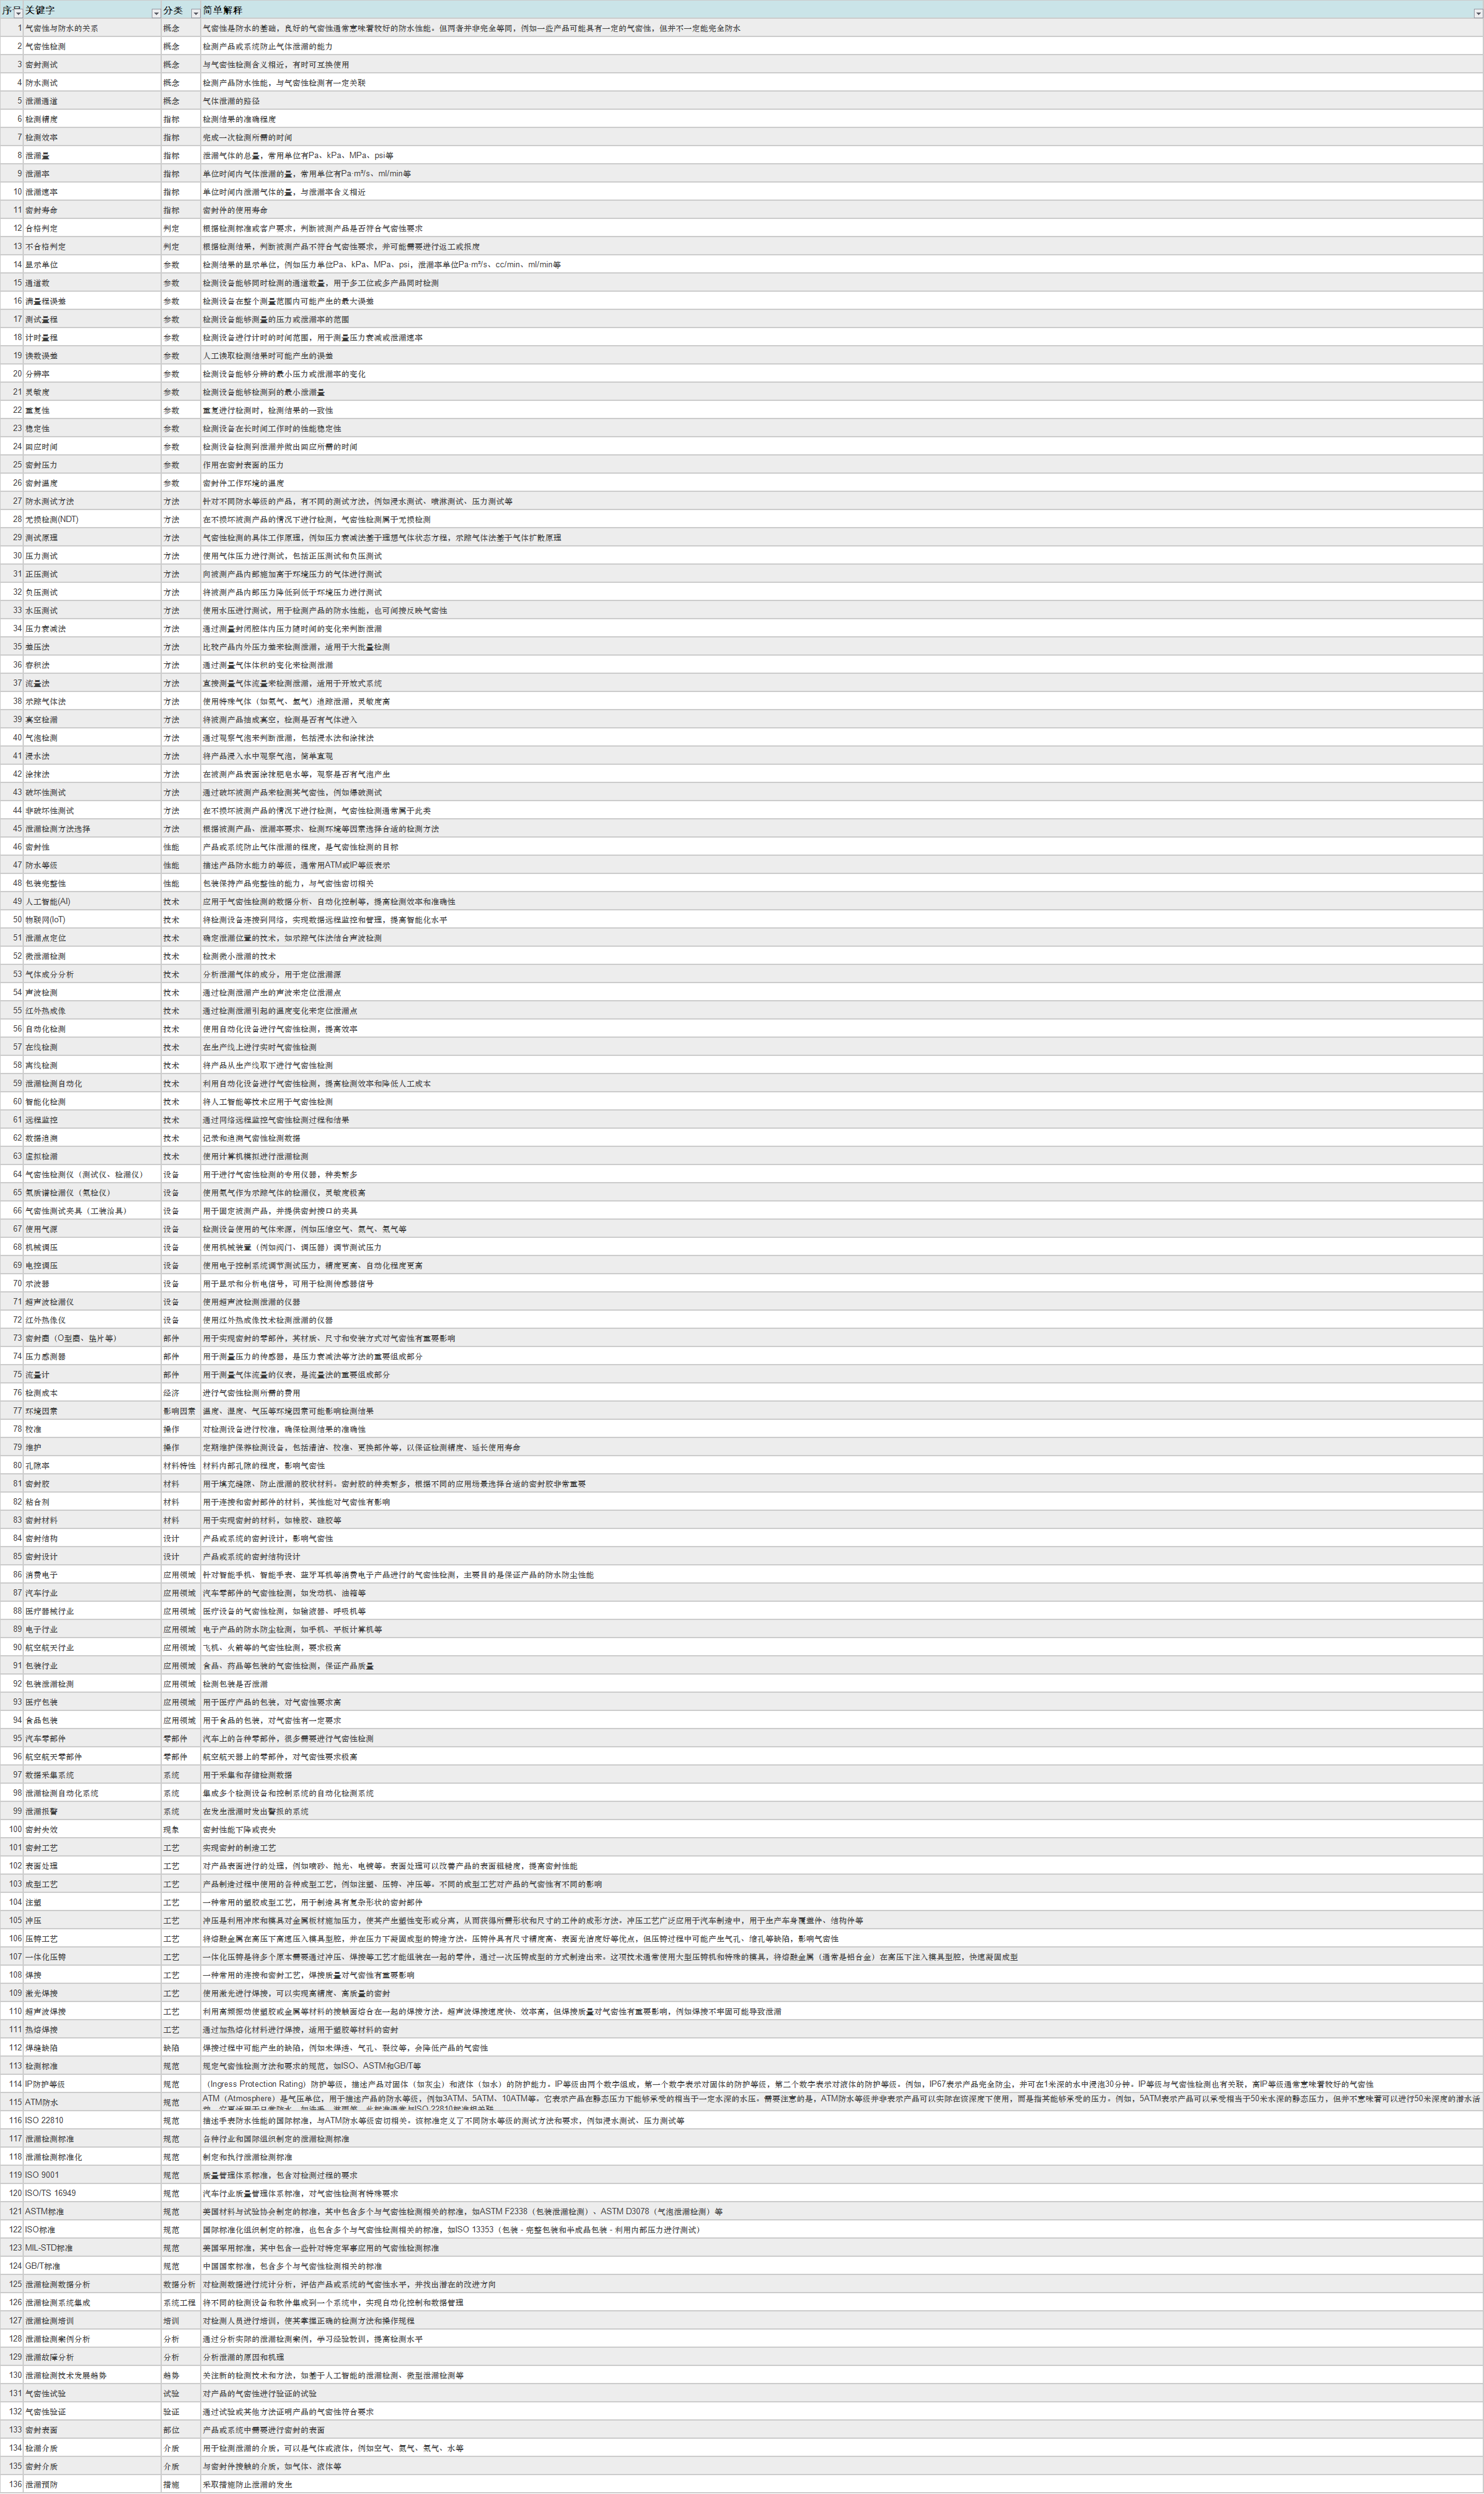 序号 关键字 分类 简单解释
1 气密性与防水的关系 概念 气密性是防水的基础，良好的气密性通常意味着较好的防水性能。但两者并非完全等同，例如一些产品可能具有一定的气密性，但并不一定能完全防水
2 气密性检测 概念 检测产品或系统防止气体泄漏的能力
3 密封测试 概念 与气密性检测含义相近，有时可互换使用
4 防水测试 概念 检测产品防水性能，与气密性检测有一定关联
5 泄漏通道 概念 气体泄漏的路径
6 检测精度 指标 检测结果的准确程度
7 检测效率 指标 完成一次检测所需的时间
8 泄漏量 指标 泄漏气体的总量，常用单位有Pa、kPa、MPa、psi等
9 泄漏率 指标 单位时间内气体泄漏的量，常用单位有Pa·m³/s、ml/min等
10 泄漏速率 指标 单位时间内泄漏气体的量，与泄漏率含义相近
11 密封寿命 指标 密封件的使用寿命
12 合格判定 判定 根据检测标准或客户要求，判断被测产品是否符合气密性要求
13 不合格判定 判定 根据检测结果，判断被测产品不符合气密性要求，并可能需要进行返工或报废
14 显示单位 参数 检测结果的显示单位，例如压力单位Pa、kPa、MPa、psi，泄漏率单位Pa·m³/s、cc/min、ml/min等
15 通道数 参数 检测设备能够同时检测的通道数量，用于多工位或多产品同时检测
16 满量程误差 参数 检测设备在整个测量范围内可能产生的最大误差
17 测试量程 参数 检测设备能够测量的压力或泄漏率的范围
18 计时量程 参数 检测设备进行计时的时间范围，用于测量压力衰减或泄漏速率
19 读数误差 参数 人工读取检测结果时可能产生的误差
20 分辨率 参数 检测设备能够分辨的最小压力或泄漏率的变化
21 灵敏度 参数 检测设备能够检测到的最小泄漏量
22 重复性 参数 重复进行检测时，检测结果的一致性
23 稳定性 参数 检测设备在长时间工作时的性能稳定性
24 回应时间 参数 检测设备检测到泄漏并做出回应所需的时间
25 密封压力 参数 作用在密封表面的压力
26 密封温度 参数 密封件工作环境的温度
27 防水测试方法 方法 针对不同防水等级的产品，有不同的测试方法，例如浸水测试、喷淋测试、压力测试等
28 无损检测(NDT) 方法 在不损坏被测产品的情况下进行检测，气密性检测属于无损检测
29 测试原理 方法 气密性检测的具体工作原理，例如压力衰减法基于理想气体状态方程，示踪气体法基于气体扩散原理
30 压力测试 方法 使用气体压力进行测试，包括正压测试和负压测试
31 正压测试 方法 向被测产品内部施加高于环境压力的气体进行测试
32 负压测试 方法 将被测产品内部压力降低到低于环境压力进行测试
33 水压测试 方法 使用水压进行测试，用于检测产品的防水性能，也可间接反映气密性
34 压力衰减法 方法 通过测量封闭腔体内压力随时间的变化来判断泄漏
35 差压法 方法 比较产品内外压力差来检测泄漏，适用于大批量检测
36 容积法 方法 通过测量气体体积的变化来检测泄漏
37 流量法 方法 直接测量气体流量来检测泄漏，适用于开放式系统
38 示踪气体法 方法 使用特殊气体（如氦气、氢气）追踪泄漏，灵敏度高
39 真空检漏 方法 将被测产品抽成真空，检测是否有气体进入
40 气泡检测 方法 通过观察气泡来判断泄漏，包括浸水法和涂抹法
41 浸水法 方法 将产品浸入水中观察气泡，简单直观
42 涂抹法 方法 在被测产品表面涂抹肥皂水等，观察是否有气泡产生
43 破坏性测试 方法 通过破坏被测产品来检测其气密性，例如爆破测试
44 非破坏性测试 方法 在不损坏被测产品的情况下进行检测，气密性检测通常属于此类
45 泄漏检测方法选择 方法 根据被测产品、泄漏率要求、检测环境等因素选择合适的检测方法
46 密封性 性能 产品或系统防止气体泄漏的程度，是气密性检测的目标
47 防水等级 性能 描述产品防水能力的等级，通常用ATM或IP等级表示
48 包装完整性 性能 包装保持产品完整性的能力，与气密性密切相关
49 人工智能(AI) 技术 应用于气密性检测的数据分析、自动化控制等，提高检测效率和准确性
50 物联网(IoT) 技术 将检测设备连接到网络，实现数据远程监控和管理，提高智能化水平
51 泄漏点定位 技术 确定泄漏位置的技术，如示踪气体法结合声波检测
52 微泄漏检测 技术 检测微小泄漏的技术
53 气体成分分析 技术 分析泄漏气体的成分，用于定位泄漏源
54 声波检测 技术 通过检测泄漏产生的声波来定位泄漏点
55 红外热成像 技术 通过检测泄漏引起的温度变化来定位泄漏点
56 自动化检测 技术 使用自动化设备进行气密性检测，提高效率
57 在线检测 技术 在生产线上进行实时气密性检测
58 离线检测 技术 将产品从生产线取下进行气密性检测
59 泄漏检测自动化 技术 利用自动化设备进行气密性检测，提高检测效率和降低人工成本
60 智能化检测 技术 将人工智能等技术应用于气密性检测
61 远程监控 技术 通过网络远程监控气密性检测过程和结果
62 数据追溯 技术 记录和追溯气密性检测数据
63 虚拟检漏 技术 使用计算机模拟进行泄漏检测
64 气密性检测仪（测试仪、检漏仪） 设备 用于进行气密性检测的专用仪器，种类繁多
65 氦质谱检漏仪（氦检仪） 设备 使用氦气作为示踪气体的检漏仪，灵敏度极高
66 气密性测试夹具（工装治具） 设备 用于固定被测产品，并提供密封接口的夹具
67 使用气源 设备 检测设备使用的气体来源，例如压缩空气、氮气、氦气等
68 机械调压 设备 使用机械装置（例如阀门、调压器）调节测试压力
69 电控调压 设备 使用电子控制系统调节测试压力，精度更高、自动化程度更高
70 示波器 设备 用于显示和分析电信号，可用于检测传感器信号
71 超声波检漏仪 设备 使用超声波检测泄漏的仪器
72 红外热像仪 设备 使用红外热成像技术检测泄漏的仪器
73 密封圈（O型圈、垫片等） 部件 用于实现密封的零部件，其材质、尺寸和安装方式对气密性有重要影响
74 压力感测器 部件 用于测量压力的传感器，是压力衰减法等方法的重要组成部分
75 流量计 部件 用于测量气体流量的仪表，是流量法的重要组成部分
76 检测成本 经济 进行气密性检测所需的费用
77 环境因素 影响因素 温度、湿度、气压等环境因素可能影响检测结果
78 校准 操作 对检测设备进行校准，确保检测结果的准确性
79 维护 操作 定期维护保养检测设备，包括清洁、校准、更换部件等，以保证检测精度、延长使用寿命
80 孔隙率 材料特性 材料内部孔隙的程度，影响气密性
81 密封胶 材料 用于填充缝隙、防止泄漏的胶状材料。密封胶的种类繁多，根据不同的应用场景选择合适的密封胶非常重要
82 粘合剂 材料 用于连接和密封部件的材料，其性能对气密性有影响
83 密封材料 材料 用于实现密封的材料，如橡胶、硅胶等
84 密封结构 设计 产品或系统的密封设计，影响气密性
85 密封设计 设计 产品或系统的密封结构设计
86 消费电子 应用领域 针对智能手机、智能手表、蓝牙耳机等消费电子产品进行的气密性检测，主要目的是保证产品的防水防尘性能
87 汽车行业 应用领域 汽车零部件的气密性检测，如发动机、油箱等
88 医疗器械行业 应用领域 医疗设备的气密性检测，如输液器、呼吸机等
89 电子行业 应用领域 电子产品的防水防尘检测，如手机、平板计算机等
90 航空航天行业 应用领域 飞机、火箭等的气密性检测，要求极高
91 包装行业 应用领域 食品、药品等包装的气密性检测，保证产品质量
92 包装泄漏检测 应用领域 检测包装是否泄漏
93 医疗包装 应用领域 用于医疗产品的包装，对气密性要求高
94 食品包装 应用领域 用于食品的包装，对气密性有一定要求
95 汽车零部件 零部件 汽车上的各种零部件，很多需要进行气密性检测
96 航空航天零部件 零部件 航空航天器上的零部件，对气密性要求极高
97 数据采集系统 系统 用于采集和存储检测数据
98 泄漏检测自动化系统 系统 集成多个检测设备和控制系统的自动化检测系统
99 泄漏报警 系统 在发生泄漏时发出警报的系统
100 密封失效 现象 密封性能下降或丧失
101 密封工艺 工艺 实现密封的制造工艺
102 表面处理 工艺 对产品表面进行的处理，例如喷砂、抛光、电镀等。表面处理可以改善产品的表面粗糙度，提高密封性能
103 成型工艺 工艺 产品制造过程中使用的各种成型工艺，例如注塑、压铸、冲压等。不同的成型工艺对产品的气密性有不同的影响
104 注塑 工艺 一种常用的塑胶成型工艺，用于制造具有复杂形状的密封部件
105 冲压 工艺 冲压是利用冲床和模具对金属板材施加压力，使其产生塑性变形或分离，从而获得所需形状和尺寸的工件的成形方法。冲压工艺广泛应用于汽车制造中，用于生产车身覆盖件、结构件等
106 压铸工艺 工艺 将熔融金属在高压下高速压入模具型腔，并在压力下凝固成型的铸造方法。压铸件具有尺寸精度高、表面光洁度好等优点，但压铸过程中可能产生气孔、缩孔等缺陷，影响气密性
107 一体化压铸 工艺 一体化压铸是将多个原本需要通过冲压、焊接等工艺才能组装在一起的零件，通过一次压铸成型的方式制造出来。这项技术通常使用大型压铸机和特殊的模具，将熔融金属（通常是铝合金）在高压下注入模具型腔，快速凝固成型
108 焊接 工艺 一种常用的连接和密封工艺，焊接质量对气密性有重要影响
109 激光焊接 工艺 使用激光进行焊接，可以实现高精度、高质量的密封
110 超声波焊接 工艺 利用高频振动使塑胶或金属等材料的接触面熔合在一起的焊接方法。超声波焊接速度快、效率高，但焊接质量对气密性有重要影响，例如焊接不牢固可能导致泄漏
111 热熔焊接 工艺 通过加热熔化材料进行焊接，适用于塑胶等材料的密封
112 焊缝缺陷 缺陷 焊接过程中可能产生的缺陷，例如未焊透、气孔、裂纹等，会降低产品的气密性
113 检测标准 规范 规定气密性检测方法和要求的规范，如ISO、ASTM和GB/T等
114 IP防护等级 规范 （Ingress Protection Rating）防护等级，描述产品对固体（如灰尘）和液体（如水）的防护能力。IP等级由两个数字组成，第一个数字表示对固体的防护等级，第二个数字表示对液体的防护等级。例如，IP67表示产品完全防尘，并可在1米深的水中浸泡30分钟。IP等级与气密性检测也有关联，高IP等级通常意味着较好的气密性
115 ATM防水 规范 ATM（Atmosphere）是气压单位，用于描述产品的防水等级，例如3ATM、5ATM、10ATM等。它表示产品在静态压力下能够承受的相当于一定水深的水压。需要注意的是，ATM防水等级并非表示产品可以实际在该深度下使用，而是指其能够承受的压力。例如，5ATM表示产品可以承受相当于50米水深的静态压力，但并不意味着可以进行50米深度的潜水活
116 ISO 22810 规范 描述手表防水性能的国际标准，与ATM防水等级密切相关。该标准定义了不同防水等级的测试方法和要求，例如浸水测试、压力测试等
117 泄漏检测标准 规范 各种行业和国际组织制定的泄漏检测标准
118 泄漏检测标准化 规范 制定和执行泄漏检测标准
119 ISO 9001 规范 质量管理体系标准，包含对检测过程的要求
120 ISO/TS 16949 规范 汽车行业质量管理体系标准，对气密性检测有特殊要求
121 ASTM标准 规范 美国材料与试验协会制定的标准，其中包含多个与气密性检测相关的标准，如ASTM F2338（包装泄漏检测）、ASTM D3078（气泡泄漏检测）等
122 ISO标准 规范 国际标准化组织制定的标准，也包含多个与气密性检测相关的标准，如ISO 13353（包装 - 完整包装和半成品包装 - 利用内部压力进行测试）
123 MIL-STD标准 规范 美国军用标准，其中包含一些针对特定军事应用的气密性检测标准
124 GB/T标准 规范 中国国家标准，包含多个与气密性检测相关的标准
125 泄漏检测数据分析 数据分析 对检测数据进行统计分析，评估产品或系统的气密性水平，并找出潜在的改进方向
126 泄漏检测系统集成 系统工程 将不同的检测设备和软件集成到一个系统中，实现自动化控制和数据管理
127 泄漏检测培训 培训 对检测人员进行培训，使其掌握正确的检测方法和操作规程
128 泄漏检测案例分析 分析 通过分析实际的泄漏检测案例，学习经验教训，提高检测水平
129 泄漏故障分析 分析 分析泄漏的原因和机理
130 泄漏检测技术发展趋势 趋势 关注新的检测技术和方法，如基于人工智能的泄漏检测、微型泄漏检测等
131 气密性试验 试验 对产品的气密性进行验证的试验
132 气密性验证 验证 通过试验或其他方法证明产品的气密性符合要求
133 密封表面 部位 产品或系统中需要进行密封的表面
134 检漏介质 介质 用于检测泄漏的介质，可以是气体或液体，例如空气、氦气、氮气、水等
135 密封介质 介质 与密封件接触的介质，如气体、液体等
136 泄漏预防 措施 采取措施防止泄漏的发生